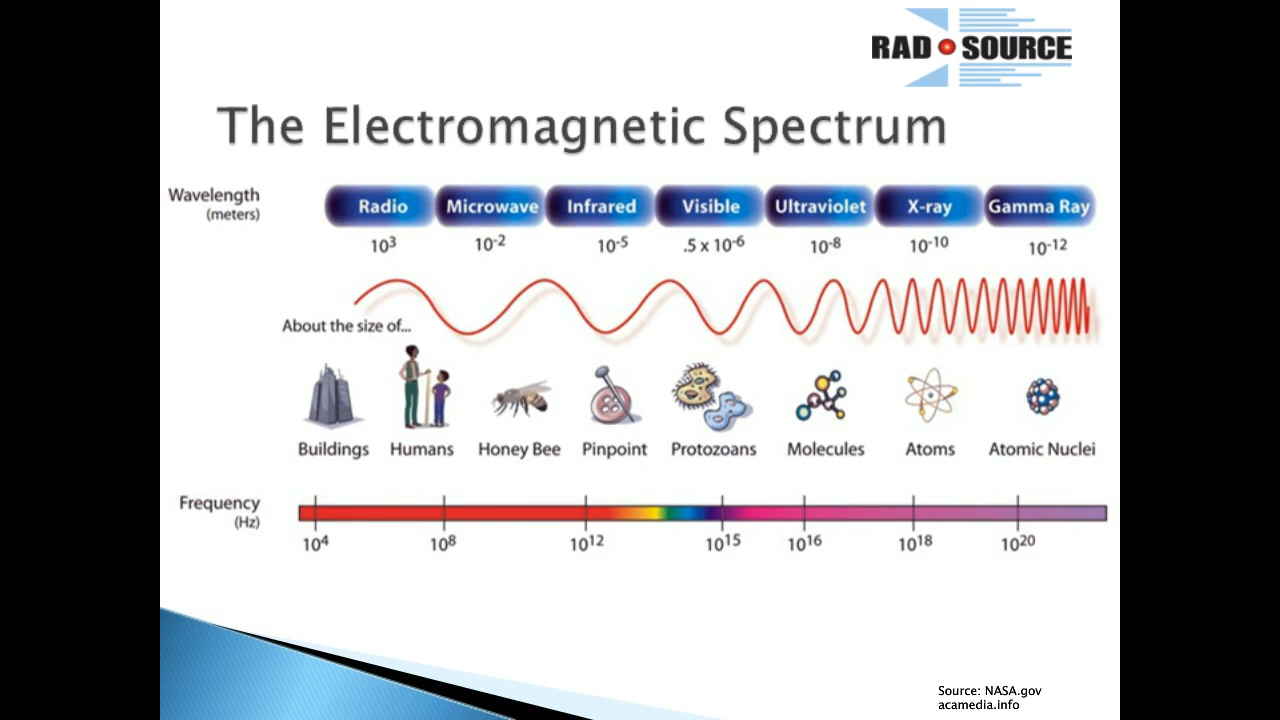 RAD SOURCE
The Electromagnetic Spectrum
Wavelength
(meters)
Radio Microwave Infrared Visible Ultraviolet X-ray Gamma Ray
10³ 10⁻² 10⁻⁵ .5 x 10⁻⁶ 10⁻⁸ 10⁻¹⁰ 10⁻¹²
About the size of...
Buildings Humans Honey Bee Pinpoint Protozoans Molecules Atoms Atomic Nuclei
Frequency
(Hz)
10⁴ 10⁸ 10¹² 10¹⁵ 10¹⁶ 10¹⁸ 10²⁰
Source: NASA.gov
acamedia.info